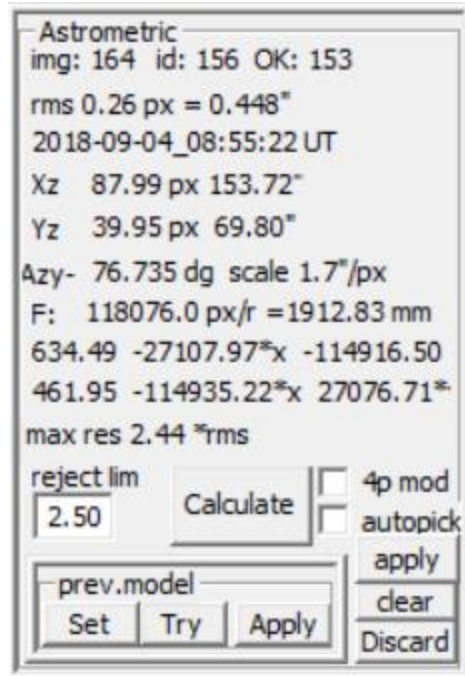 Astrometric
img: 164 id: 156 OK: 153
rms 0.26 px = 0.448"
2018-09-04_08:55:22 UT
Xz 87.99 px 153.72"
Yz 39.95 px 69.80"
Azy- 76.735 dg scale 1.7"/px
F: 118076.0 px/r =1912.83 mm
634.49 -27107.97*x -114916.50
461.95 -114935.22*x 27076.71*
max res 2.44 *rms
reject lim
2.50
Calculate
4p mod
autopick
apply
clear
Discard
prev.model
Set Try Apply